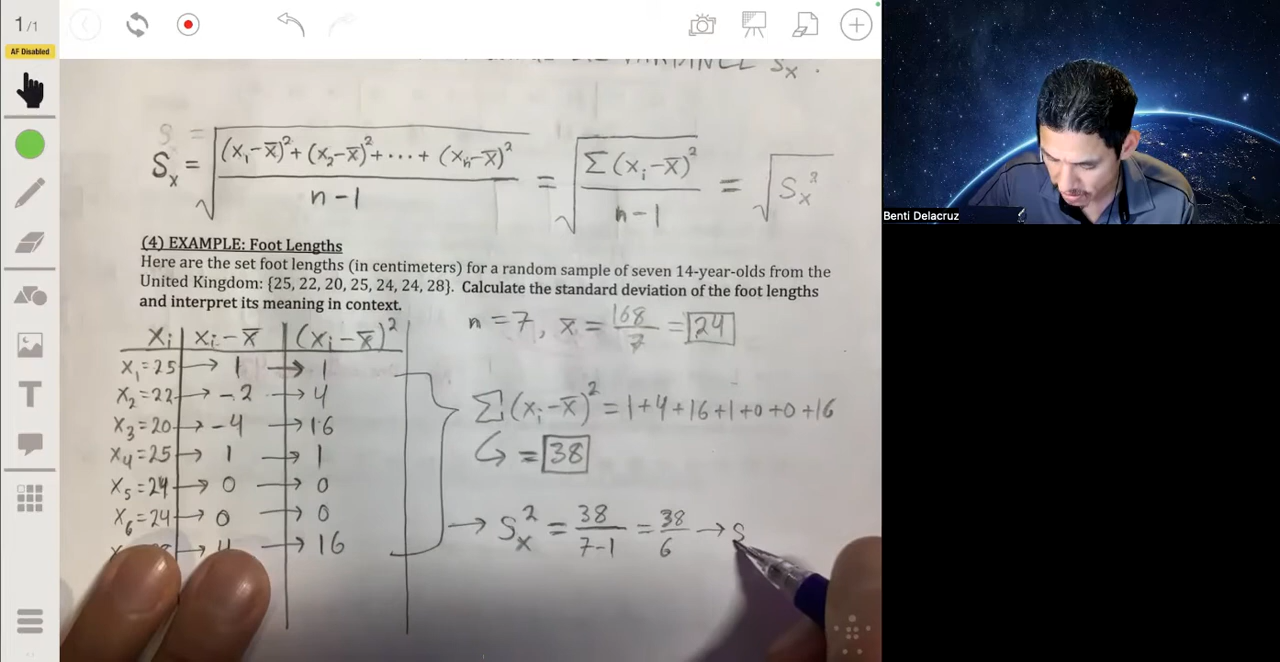 1/1
AF Disabled
S_x.
S_x = √((x₁-x̄)²+(x₂-x̄)²+···+(xₙ-x̄)² / n-1) = √(Σ(xᵢ-x̄)² / n-1) = √(S_x²)
Benti Delacruz
(4) EXAMPLE: Foot Lengths
Here are the set foot lengths (in centimeters) for a random sample of seven 14-year-olds from the
United Kingdom: {25, 22, 20, 25, 24, 24, 28}. Calculate the standard deviation of the foot lengths
and interpret its meaning in context.
n = 7, x̄ = 168/7 = 24
xᵢ | xᵢ-x̄ | (xᵢ-x̄)²
x₁=25 → 1 → 1
x₂=22 → -2 → 4
x₃=20 → -4 → 16
x₄=25 → 1 → 1
x₅=24 → 0 → 0
x₆=24 → 0 → 0
→ 16
Σ(xᵢ-x̄)² = 1+4+16+1+0+0+16
↳ = 38
→ S_x² = 38/7-1 = 38/6 → S
T